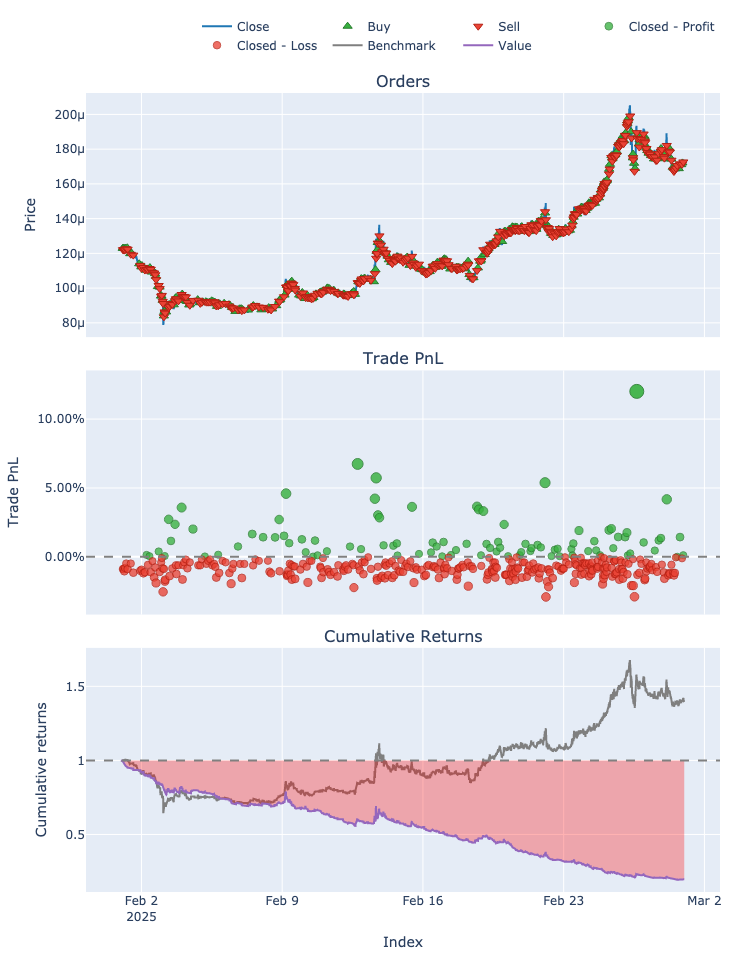 Close Buy Sell Closed - Profit
Closed - Loss Benchmark Value
Orders
200µ
180µ
160µ
140µ
120µ
100µ
80µ
Price
Trade PnL
10.00%
5.00%
0.00%
Trade PnL
Cumulative Returns
1.5
1
0.5
Cumulative returns
Feb 2 Feb 9 Feb 16 Feb 23 Mar 2
2025
Index